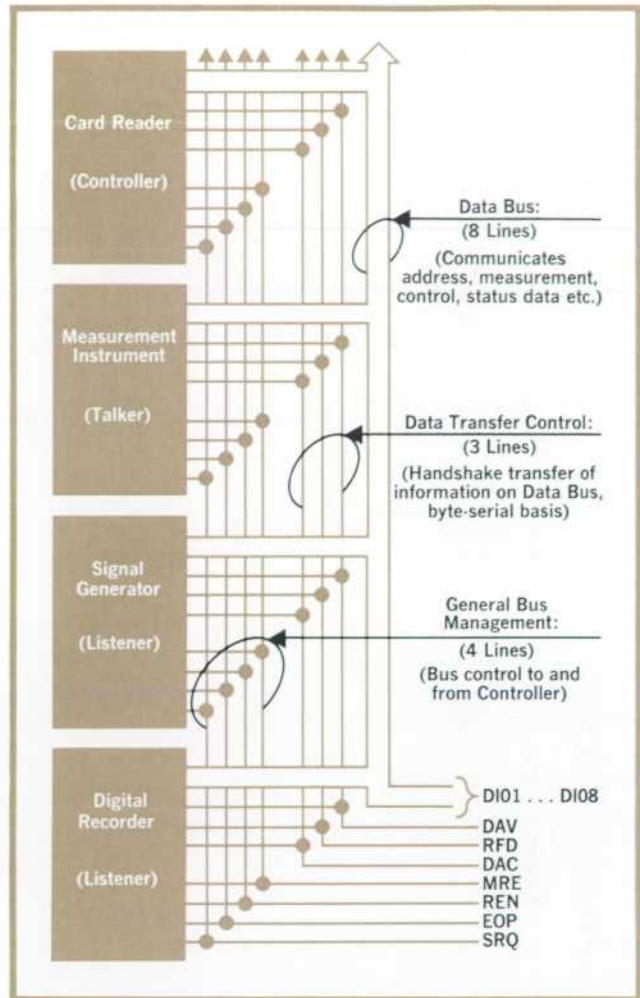 Card Reader
(Controller)
Data Bus:
(8 Lines)
(Communicates
address, measurement,
control, status data etc.)
Measurement
Instrument
(Talker)
Data Transfer Control:
(3 Lines)
(Handshake transfer of
information on Data Bus,
byte-serial basis)
Signal
Generator
(Listener)
General Bus
Management:
(4 Lines)
(Bus control to and
from Controller)
Digital
Recorder
(Listener)
DI01 . . . DI08
DAV
RFD
DAC
MRE
REN
EOP
SRQ